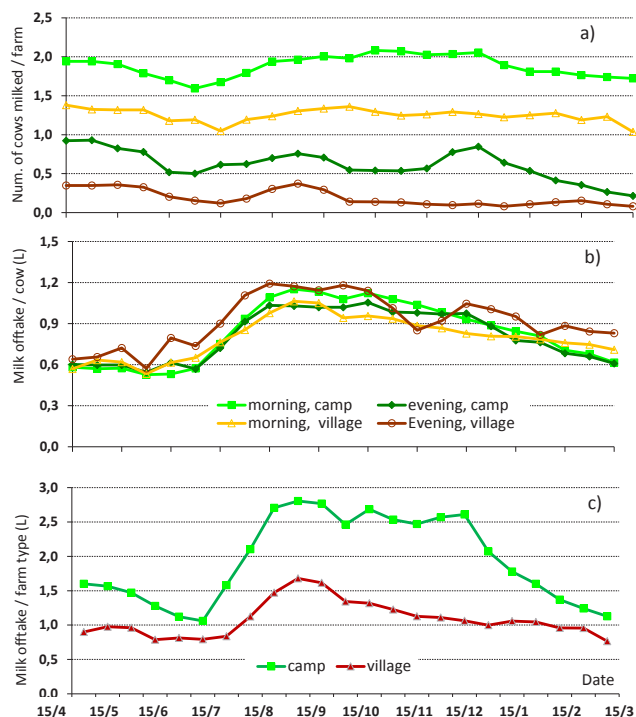 a)
Num. of cows milked / farm
2,5
2,0
1,5
1,0
0,5
0,0
b)
Milk offtake / cow (L)
1,5
1,2
0,9
0,6
0,3
0,0
morning, camp
evening, camp
morning, village
Evening, village
c)
Milk offtake / farm type (L)
3,0
2,5
2,0
1,5
1,0
0,5
0,0
camp
village
Date
15/4 15/5 15/6 15/7 15/8 15/9 15/10 15/11 15/12 15/1 15/2 15/3